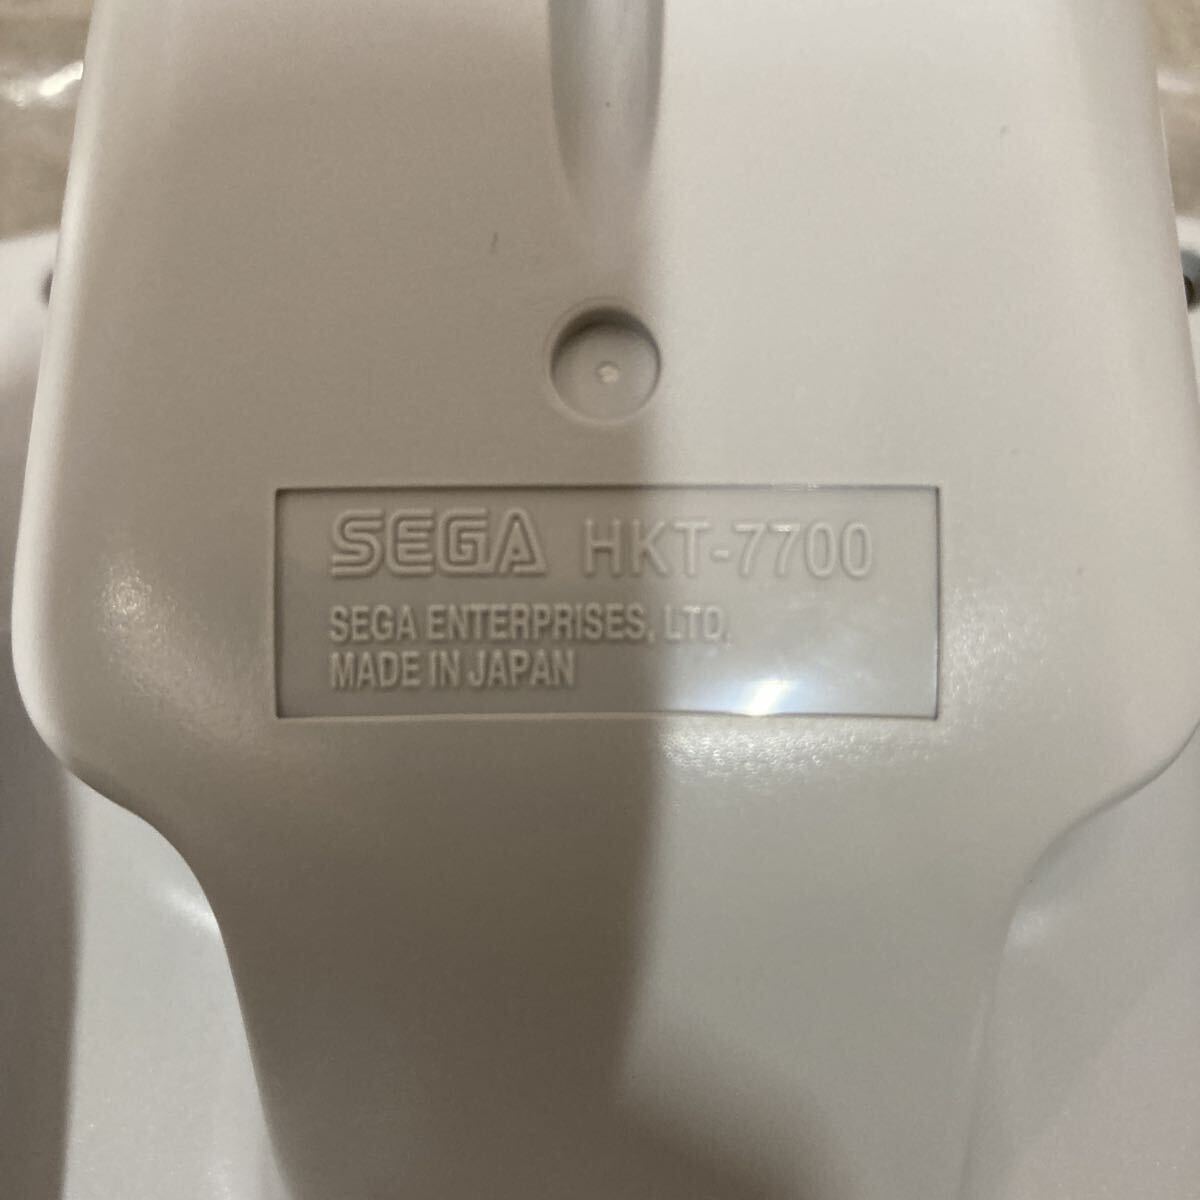 SEGA HKT-7700
SEGA ENTERPRISES, LTD.
MADE IN JAPAN